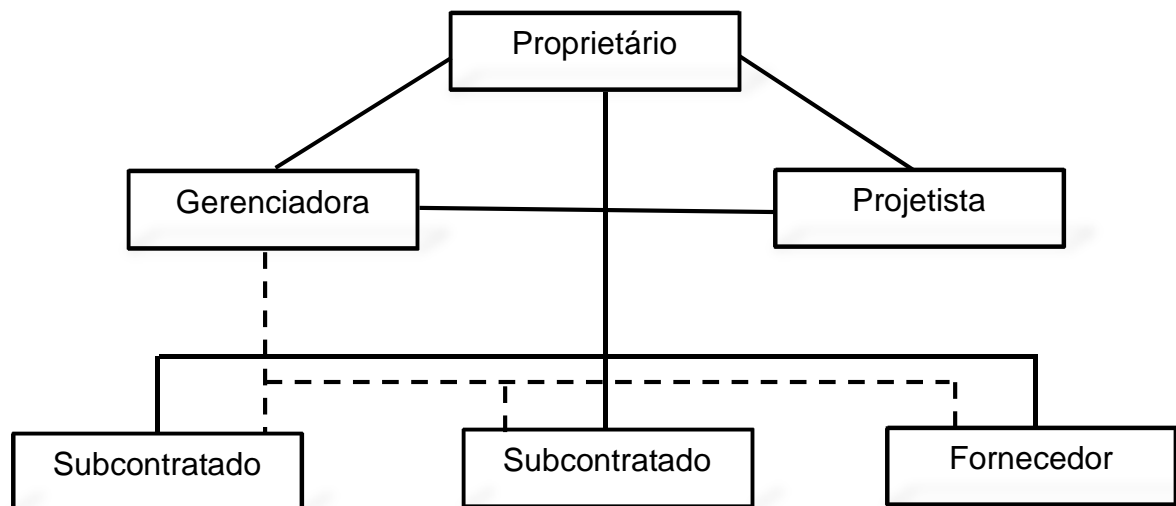 Proprietário
Gerenciadora
Projetista
Subcontratado
Subcontratado
Fornecedor